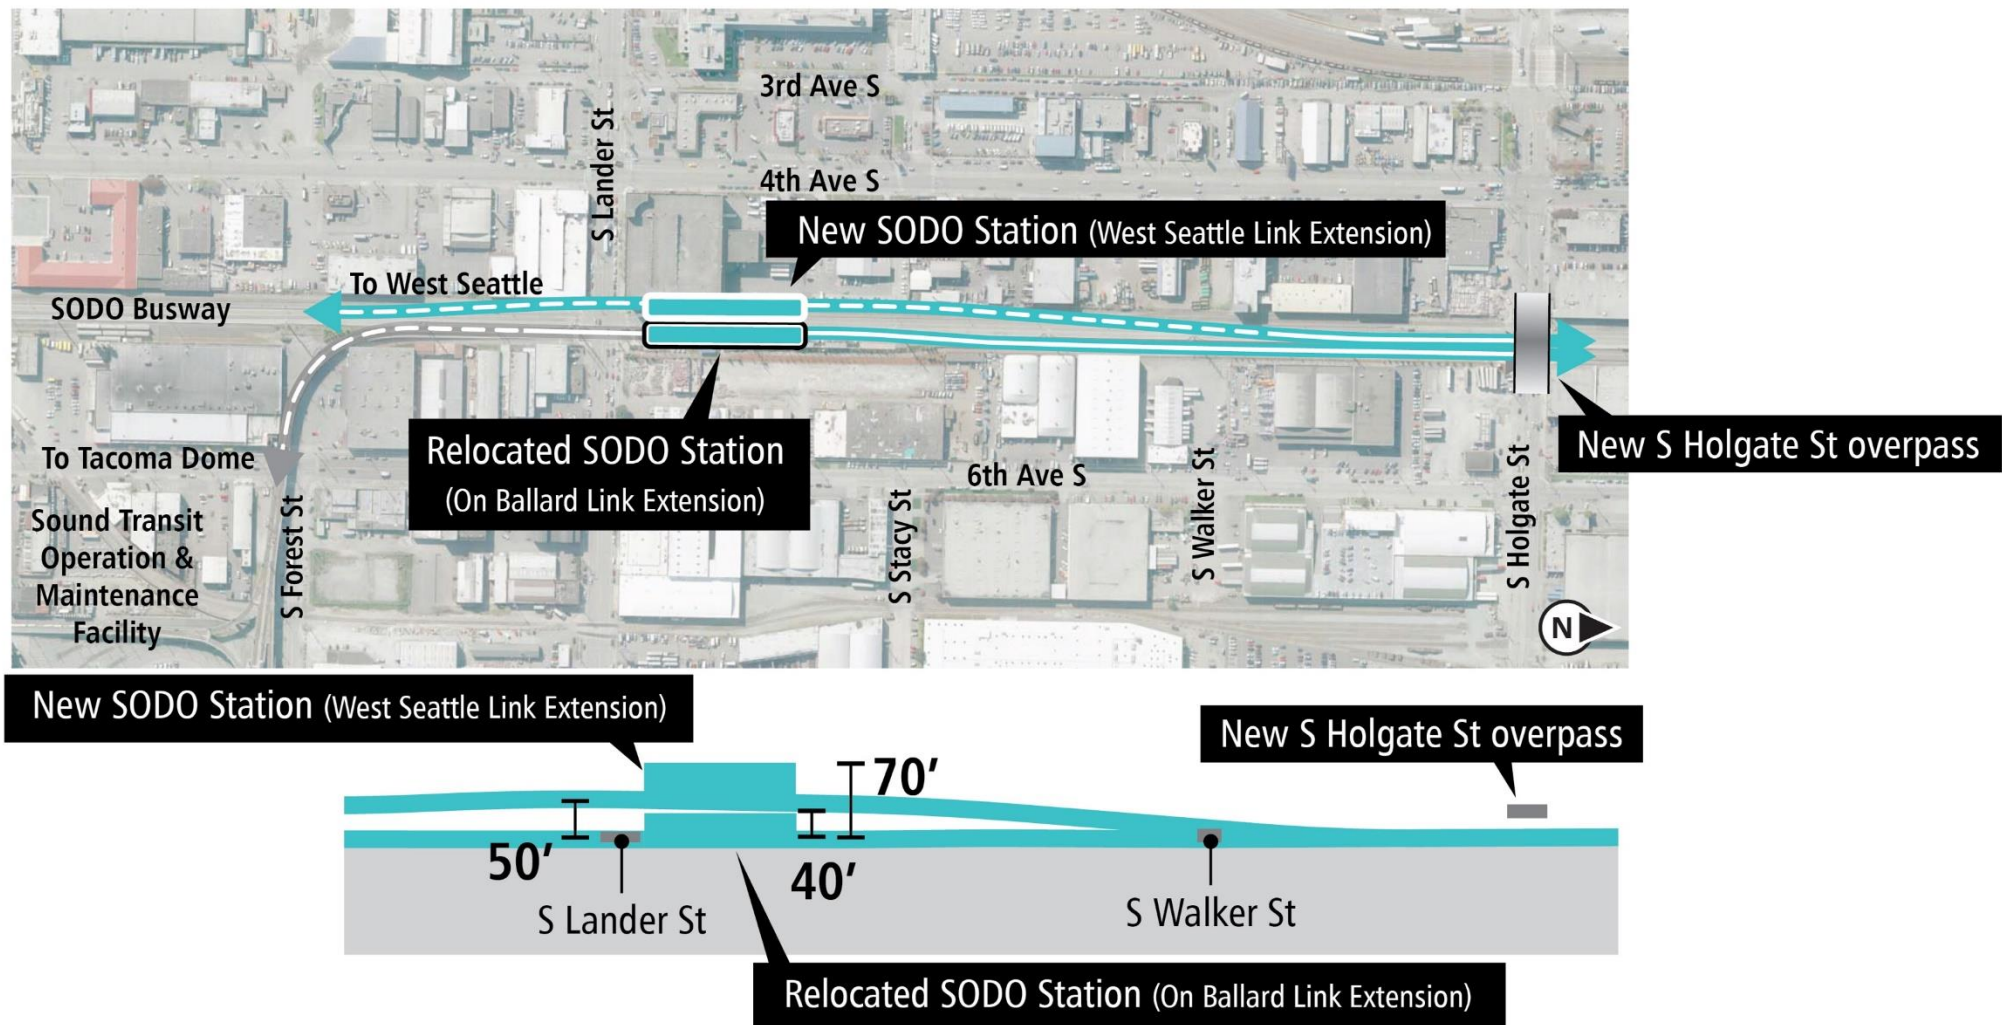 3rd Ave S
S Lander St
4th Ave S
New SODO Station (West Seattle Link Extension)
To West Seattle
SODO Busway
New S Holgate St overpass
Relocated SODO Station
(On Ballard Link Extension)
To Tacoma Dome
6th Ave S
Sound Transit
Operation &
Maintenance
Facility
S Forest St
S Stacy St
S Walker St
S Holgate St
N
New SODO Station (West Seattle Link Extension)
New S Holgate St overpass
70'
50'
40'
S Lander St
S Walker St
Relocated SODO Station (On Ballard Link Extension)